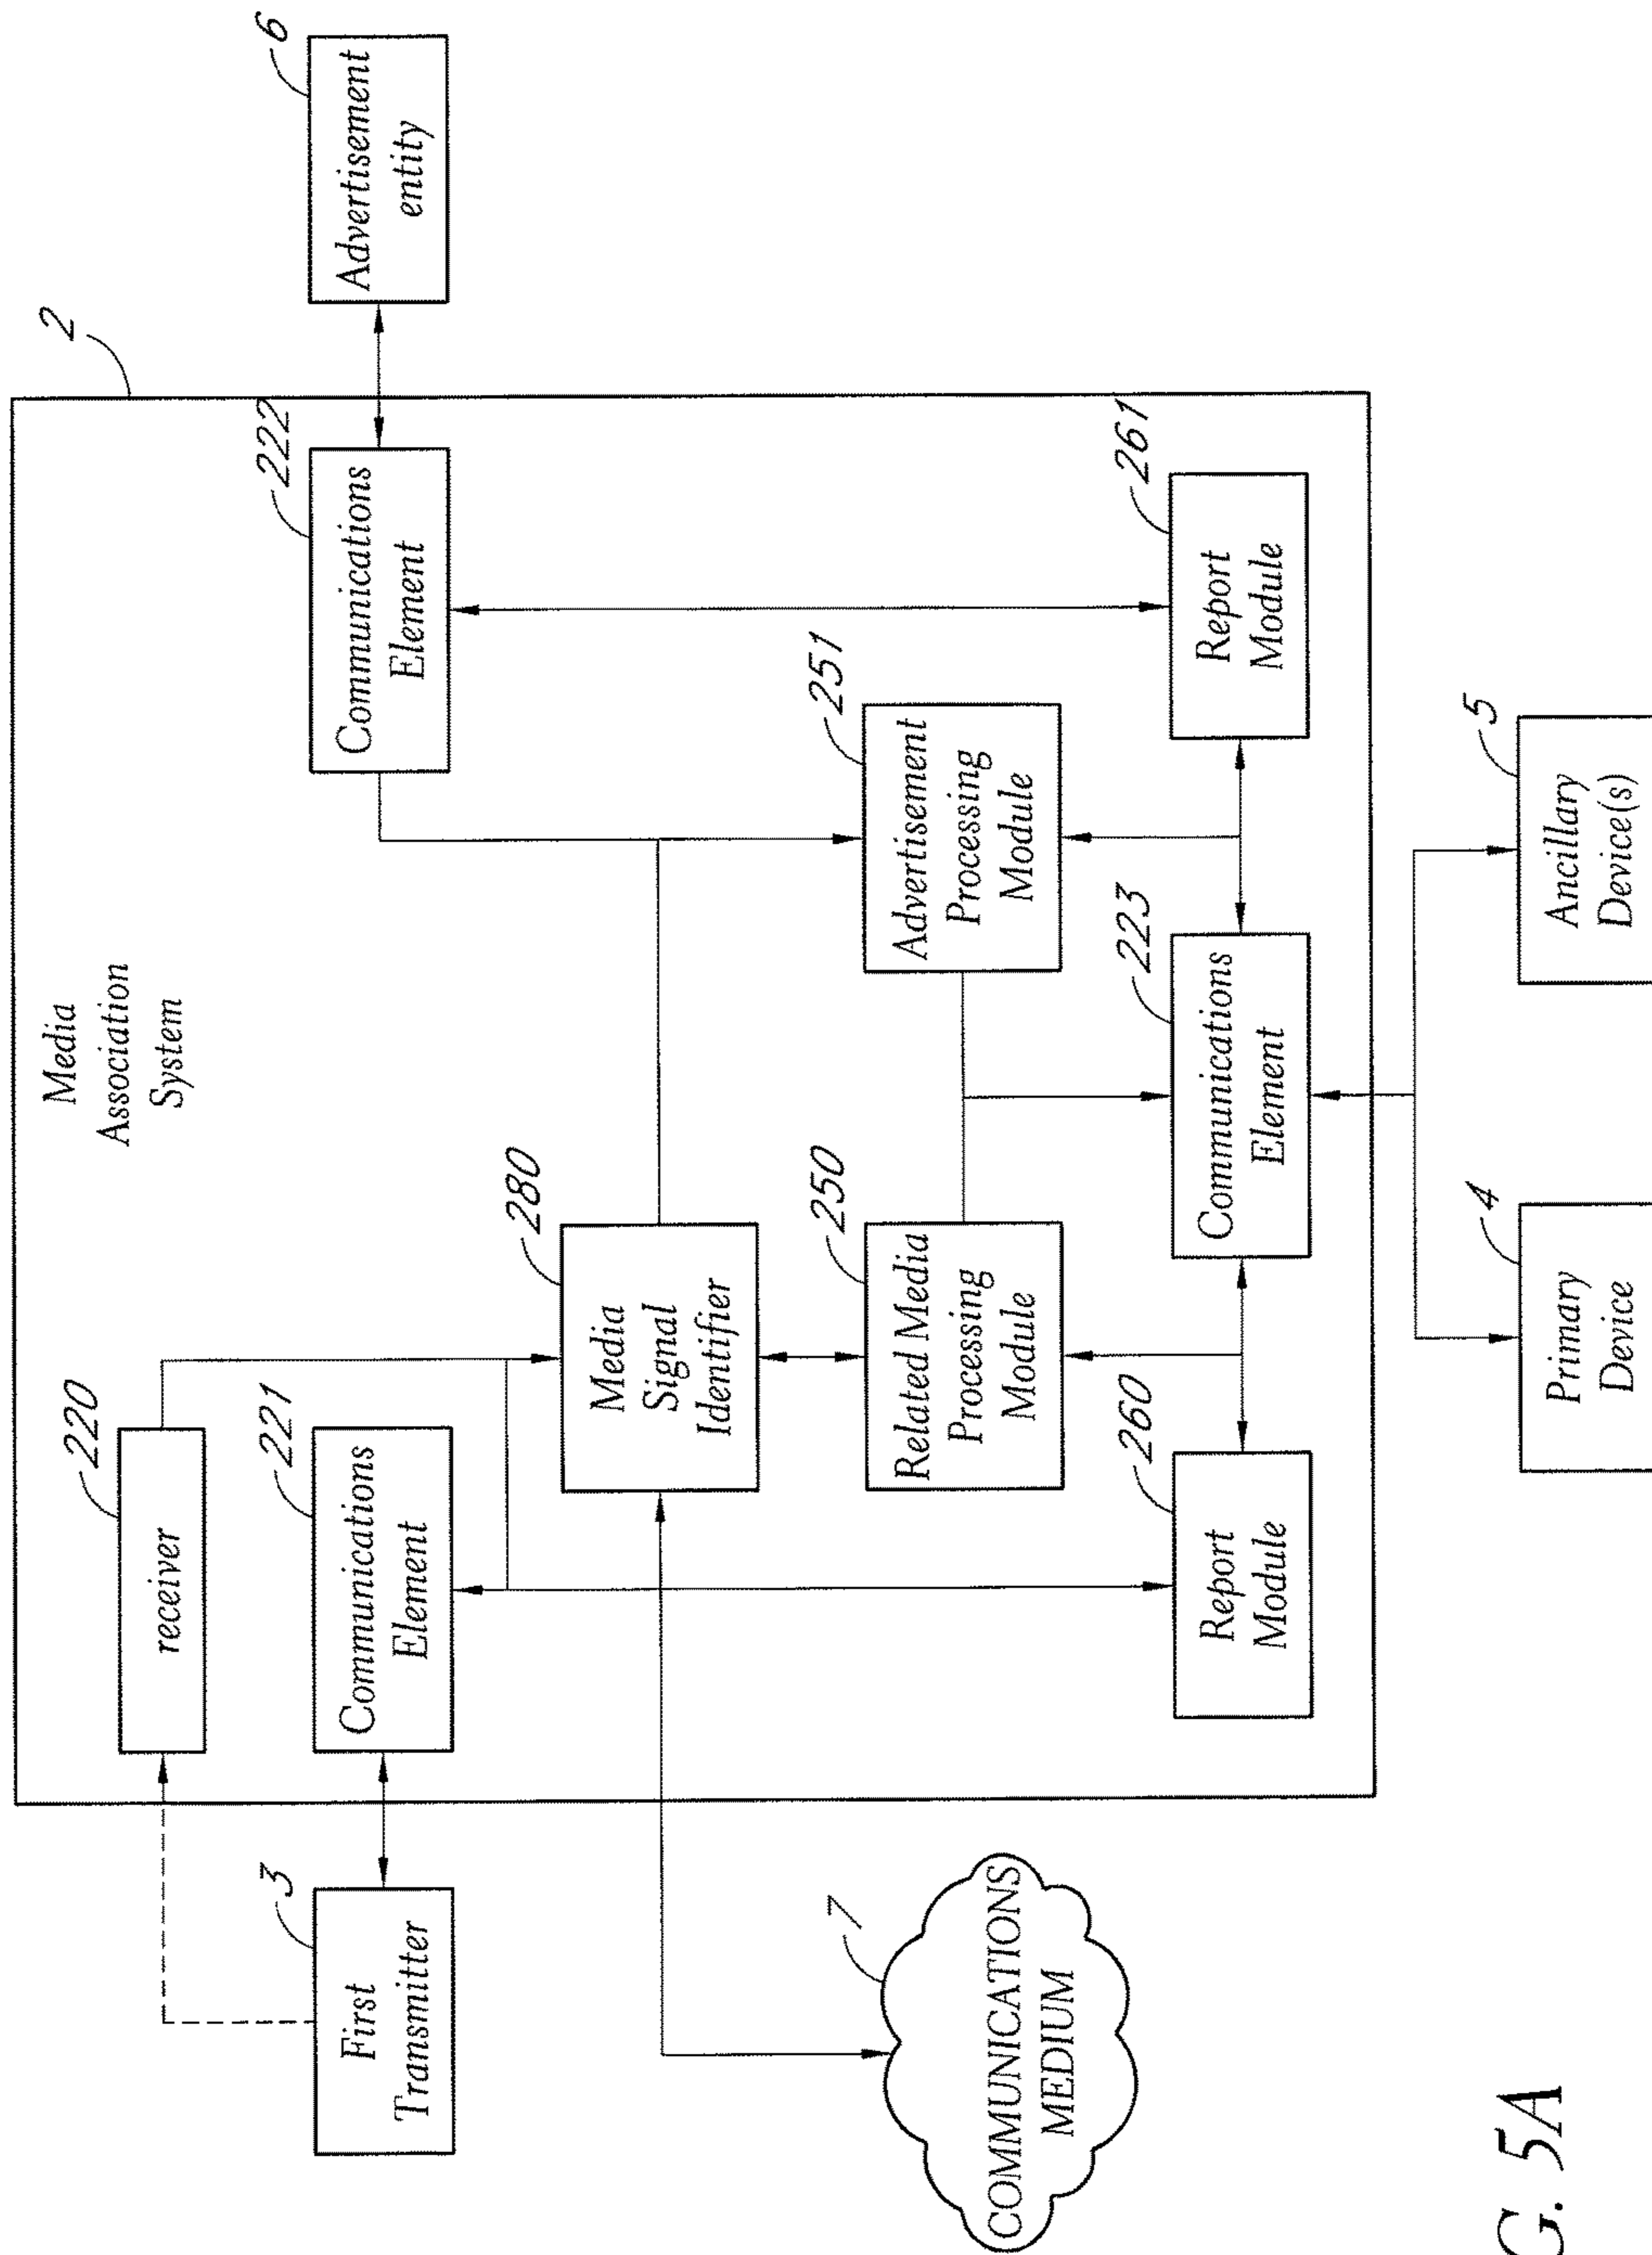 Media
Association
System
2
220
receiver
221
Communications
Element
222
Communications
Element
3
First
Transmitter
6
Advertisement
entity
280
Media
Signal
Identifier
7
COMMUNICATIONS
MEDIUM
250
Related Media
Processing
Module
251
Advertisement
Processing
Module
260
Report
Module
223
Communications
Element
261
Report
Module
4
Primary
Device
5
Ancillary
Device(s)
G. 5A